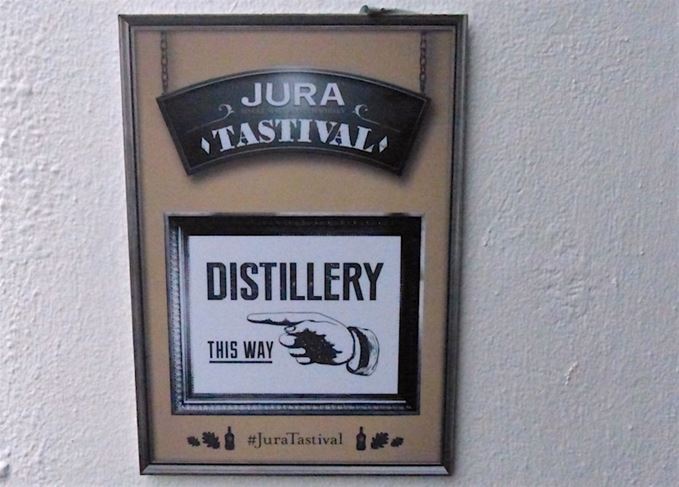 JURA
TASTIVAL
DISTILLERY
THIS WAY
#JuraTastival